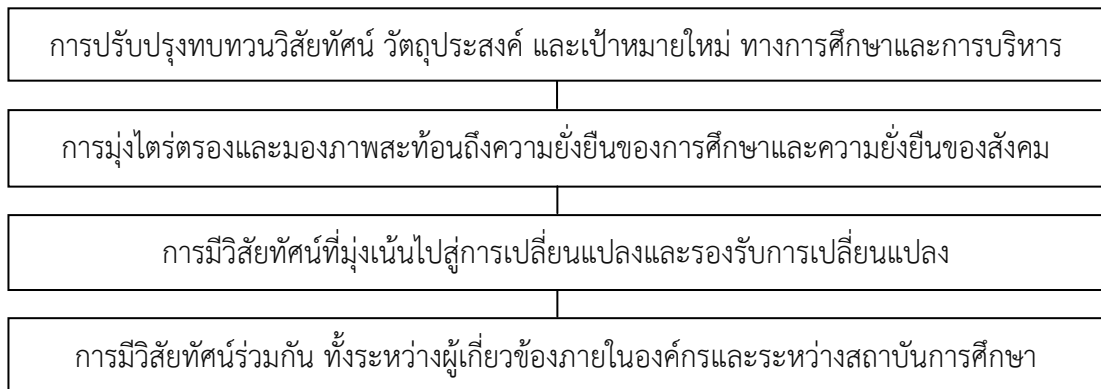 การปรับปรุงทบทวนวิสัยทัศน์ วัตถุประสงค์ และเป้าหมายใหม่ ทางการศึกษาและการบริหาร
การมุ่งไตร่ตรองและมองภาพสะท้อนถึงความยั่งยืนของการศึกษาและความยั่งยืนของสังคม
การมีวิสัยทัศน์ที่มุ่งเน้นไปสู่การเปลี่ยนแปลงและรองรับการเปลี่ยนแปลง
การมีวิสัยทัศน์ร่วมกัน ทั้งระหว่างผู้เกี่ยวข้องภายในองค์กรและระหว่างสถาบันการศึกษา